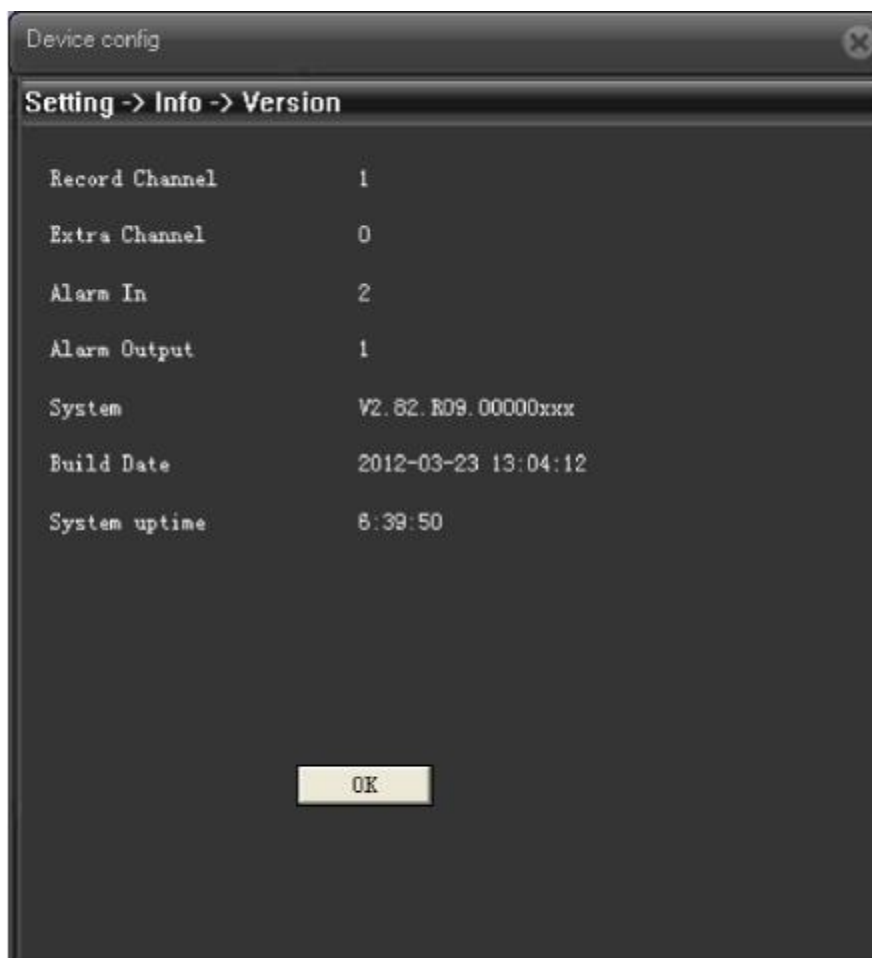 Device config
Setting -> Info -> Version
Record Channel 1
Extra Channel 0
Alarm In 2
Alarm Output 1
System V2.82.R09.00000xxx
Build Date 2012-03-23 13:04:12
System uptime 6:39:50
OK